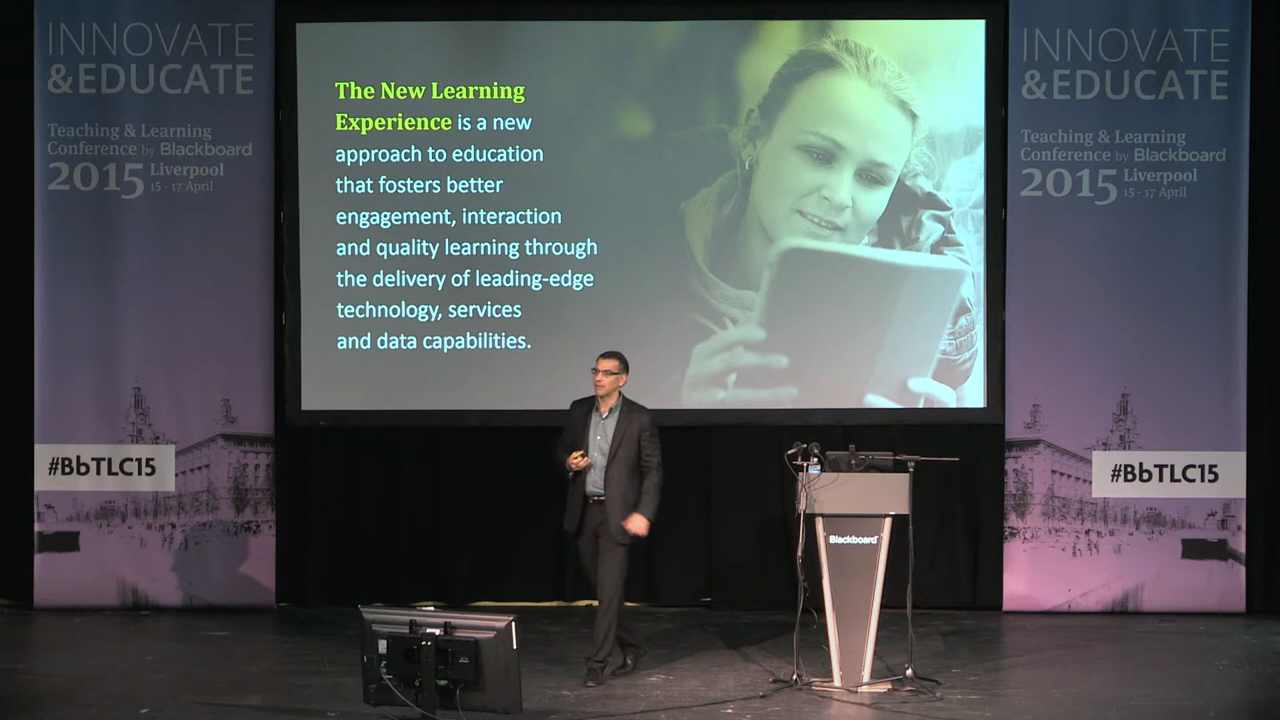 INNOVATE
&EDUCATE
Teaching & Learning
Conference by Blackboard
2015 Liverpool
15 - 17 April
#BbTLC15
The New Learning
Experience is a new
approach to education
that fosters better
engagement, interaction
and quality learning through
the delivery of leading-edge
technology, services
and data capabilities.
Blackboard
INNOVATE
&EDUCATE
Teaching & Learning
Conference by Blackboard
2015 Liverpool
15 - 17 April
#BbTLC15